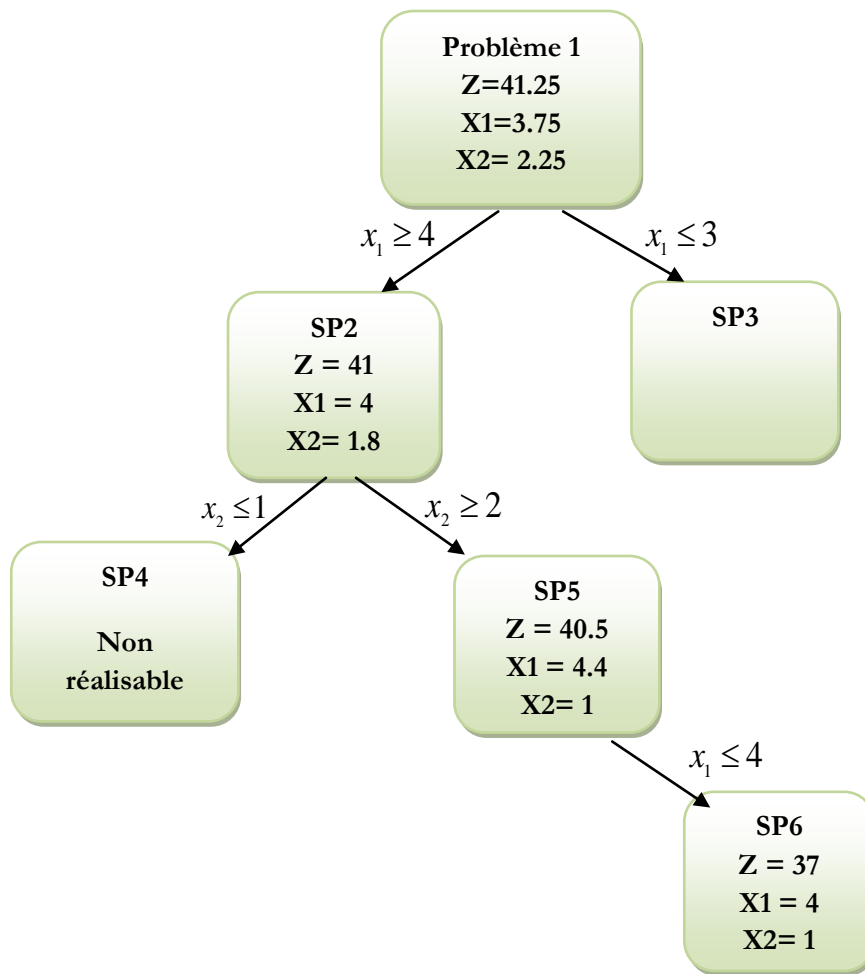 Problème 1
Z=41.25
X1=3.75
X2= 2.25
x₁ ≥ 4
x₁ ≤ 3
SP2
Z = 41
X1 = 4
X2= 1.8
SP3
x₂ ≤ 1
x₂ ≥ 2
SP4
Non
réalisable
SP5
Z = 40.5
X1 = 4.4
X2= 1
x₁ ≤ 4
SP6
Z = 37
X1 = 4
X2= 1